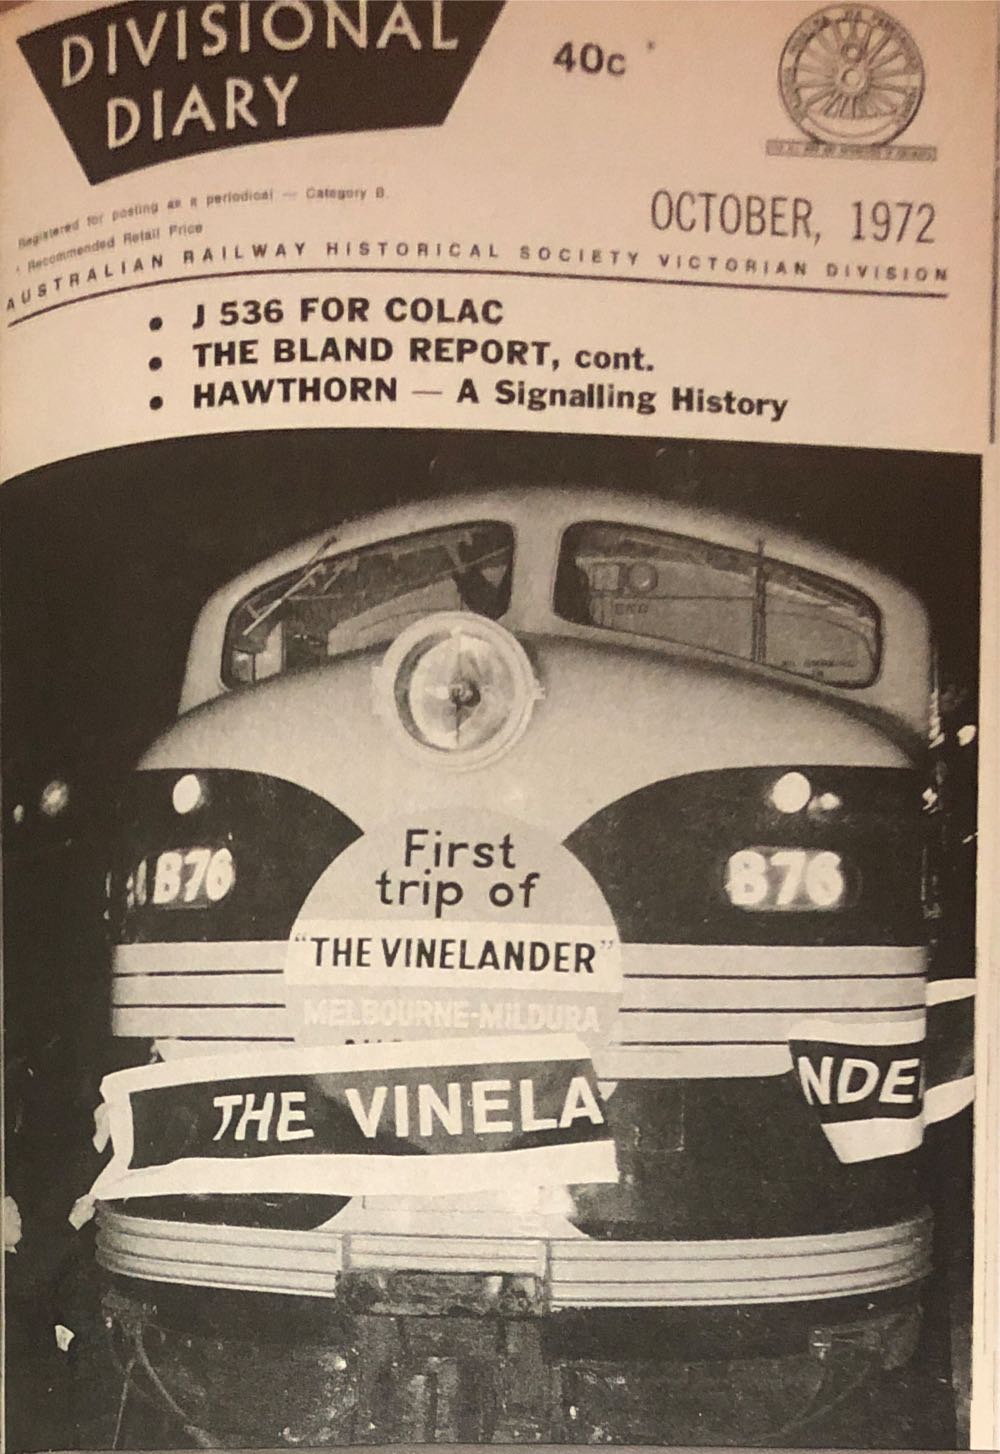 DIVISIONAL
DIARY
40c *
Registered for posting as a periodical — Category B.
* Recommended Retail Price
OCTOBER, 1972
AUSTRALIAN RAILWAY HISTORICAL SOCIETY VICTORIAN DIVISION
• J 536 FOR COLAC
• THE BLAND REPORT, cont.
• HAWTHORN — A Signalling History
B76
B76
First
trip of
"THE VINELANDER"
MELBOURNE-MILDURA
THE VINELA
NDE